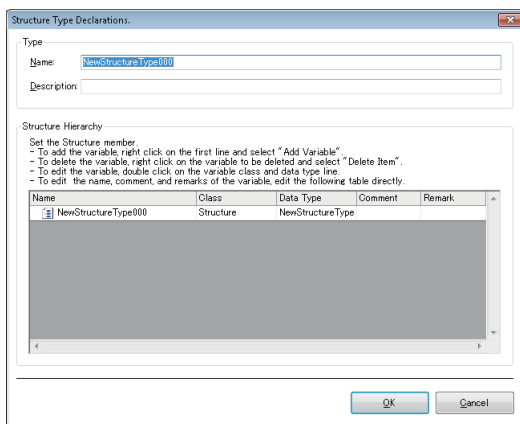 Structure Type Declarations.
Type
Name: NewStructureType000
Description:
Structure Hierarchy
Set the Structure member.
- To add the variable, right click on the first line and select "Add Variable".
- To delete the variable, right click on the variable to be deleted and select "Delete Item".
- To edit the variable, double click on the variable class and data type line.
- To edit the name, comment, and remarks of the variable, edit the following table directly.
Name Class Data Type Comment Remark
NewStructureType000 Structure NewStructureType
OK Cancel